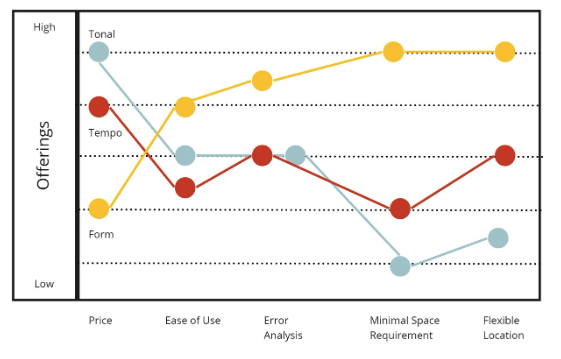 High
Tonal
Tempo
Offerings
Form
Low
Price
Ease of Use
Error
Analysis
Minimal Space
Requirement
Flexible
Location